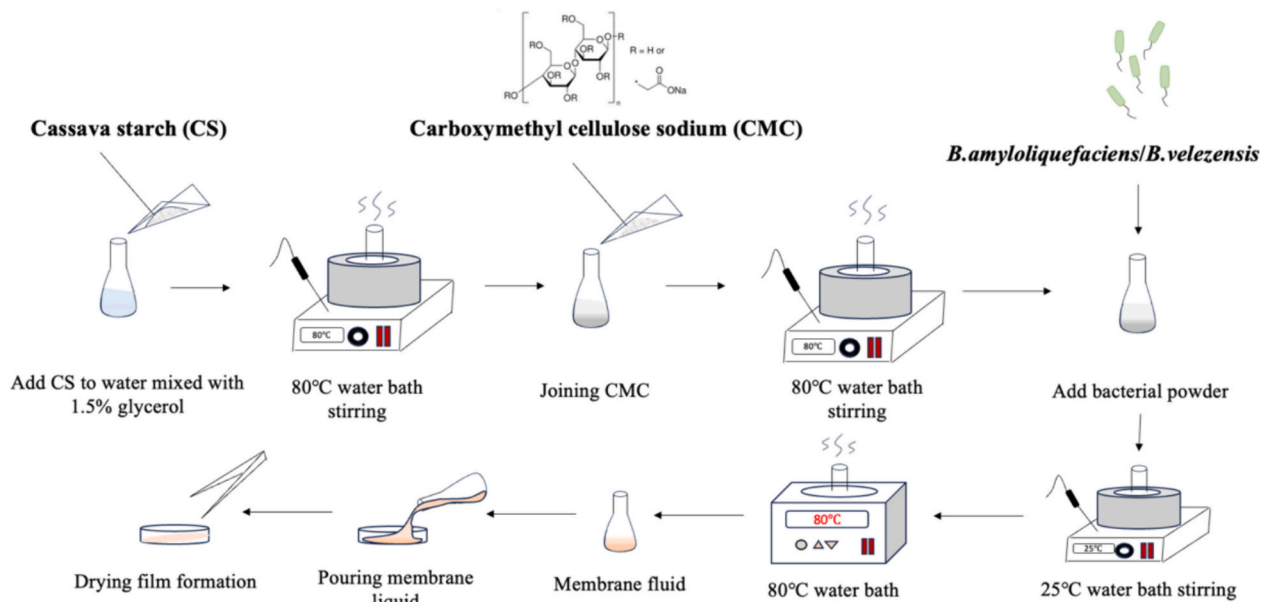 RO
RO
O
R
R = H or
RO
OR
O
O
O
OR
O
OR
O
OR
OR
RO
n
ONa
Cassava starch (CS)
Carboxymethyl cellulose sodium (CMC)
B.amyloliquefaciens/B.velezensis
80℃
80℃
Add CS to water mixed with
1.5% glycerol
80℃ water bath
stirring
Joining CMC
80℃ water bath
stirring
Add bacterial powder
80℃
25℃
Drying film formation
Pouring membrane
liquid
Membrane fluid
80℃ water bath
25℃ water bath stirring